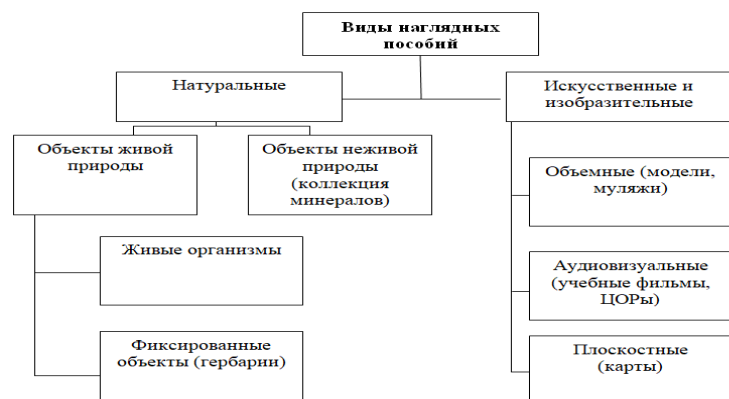 Виды наглядных
пособий
Натуральные
Искусственные и
изобразительные
Объекты живой
природы
Объекты неживой
природы
(коллекция
минералов)
Объемные (модели,
муляжи)
Живые организмы
Аудиовизуальные
(учебные фильмы,
ЦОРы)
Фиксированные
объекты (гербарии)
Плоскостные
(карты)